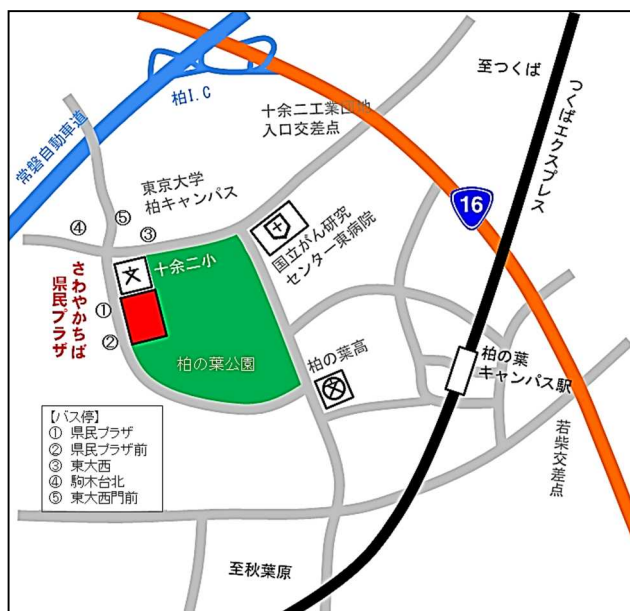 柏I.C
至つくば
つくばエクスプレス
常磐自動車道
十余二工業団地
入口交差点
東京大学
柏キャンパス
16
⑤
④
③
国立がん研究
センター東病院
十余二小
さわやかちば
県民プラザ
①
②
柏の葉公園
柏の葉高
柏の葉
キャンパス駅
若柴交差点
【バス停】
① 県民プラザ
② 県民プラザ前
③ 東大西
④ 駒木台北
⑤ 東大西門前
至秋葉原